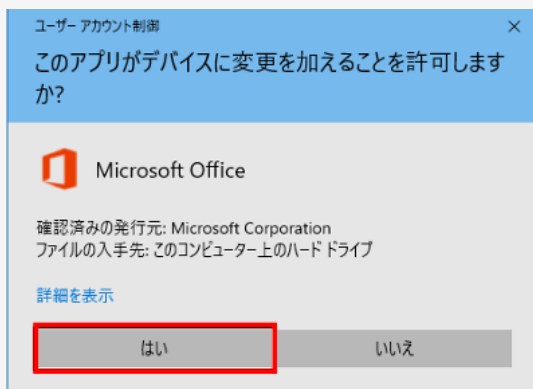 ユーザー アカウント制御
このアプリがデバイスに変更を加えることを許可します
か?
Microsoft Office
確認済みの発行元: Microsoft Corporation
ファイルの入手先: このコンピューター上のハード ドライブ
詳細を表示
はい
いいえ